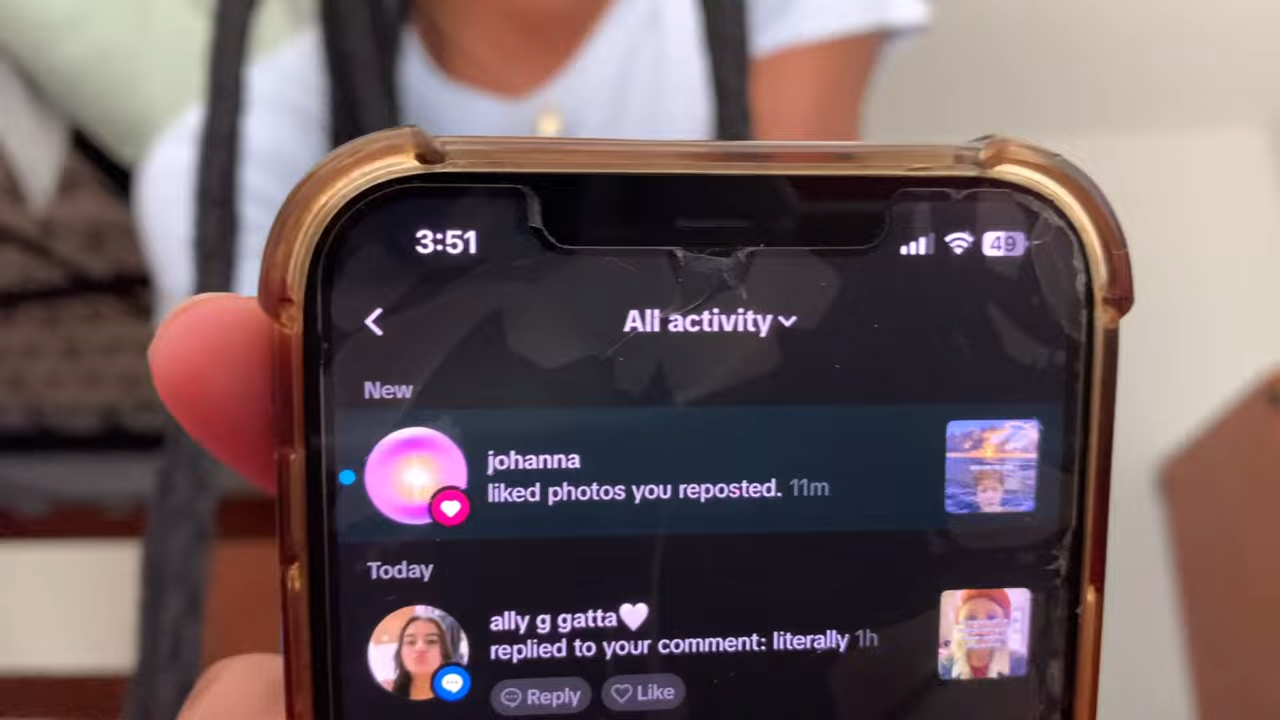 3:51
49
All activity
New
johanna
liked photos you reposted. 11m
Today
ally g gatta🤍
replied to your comment: literally 1h
Reply
Like